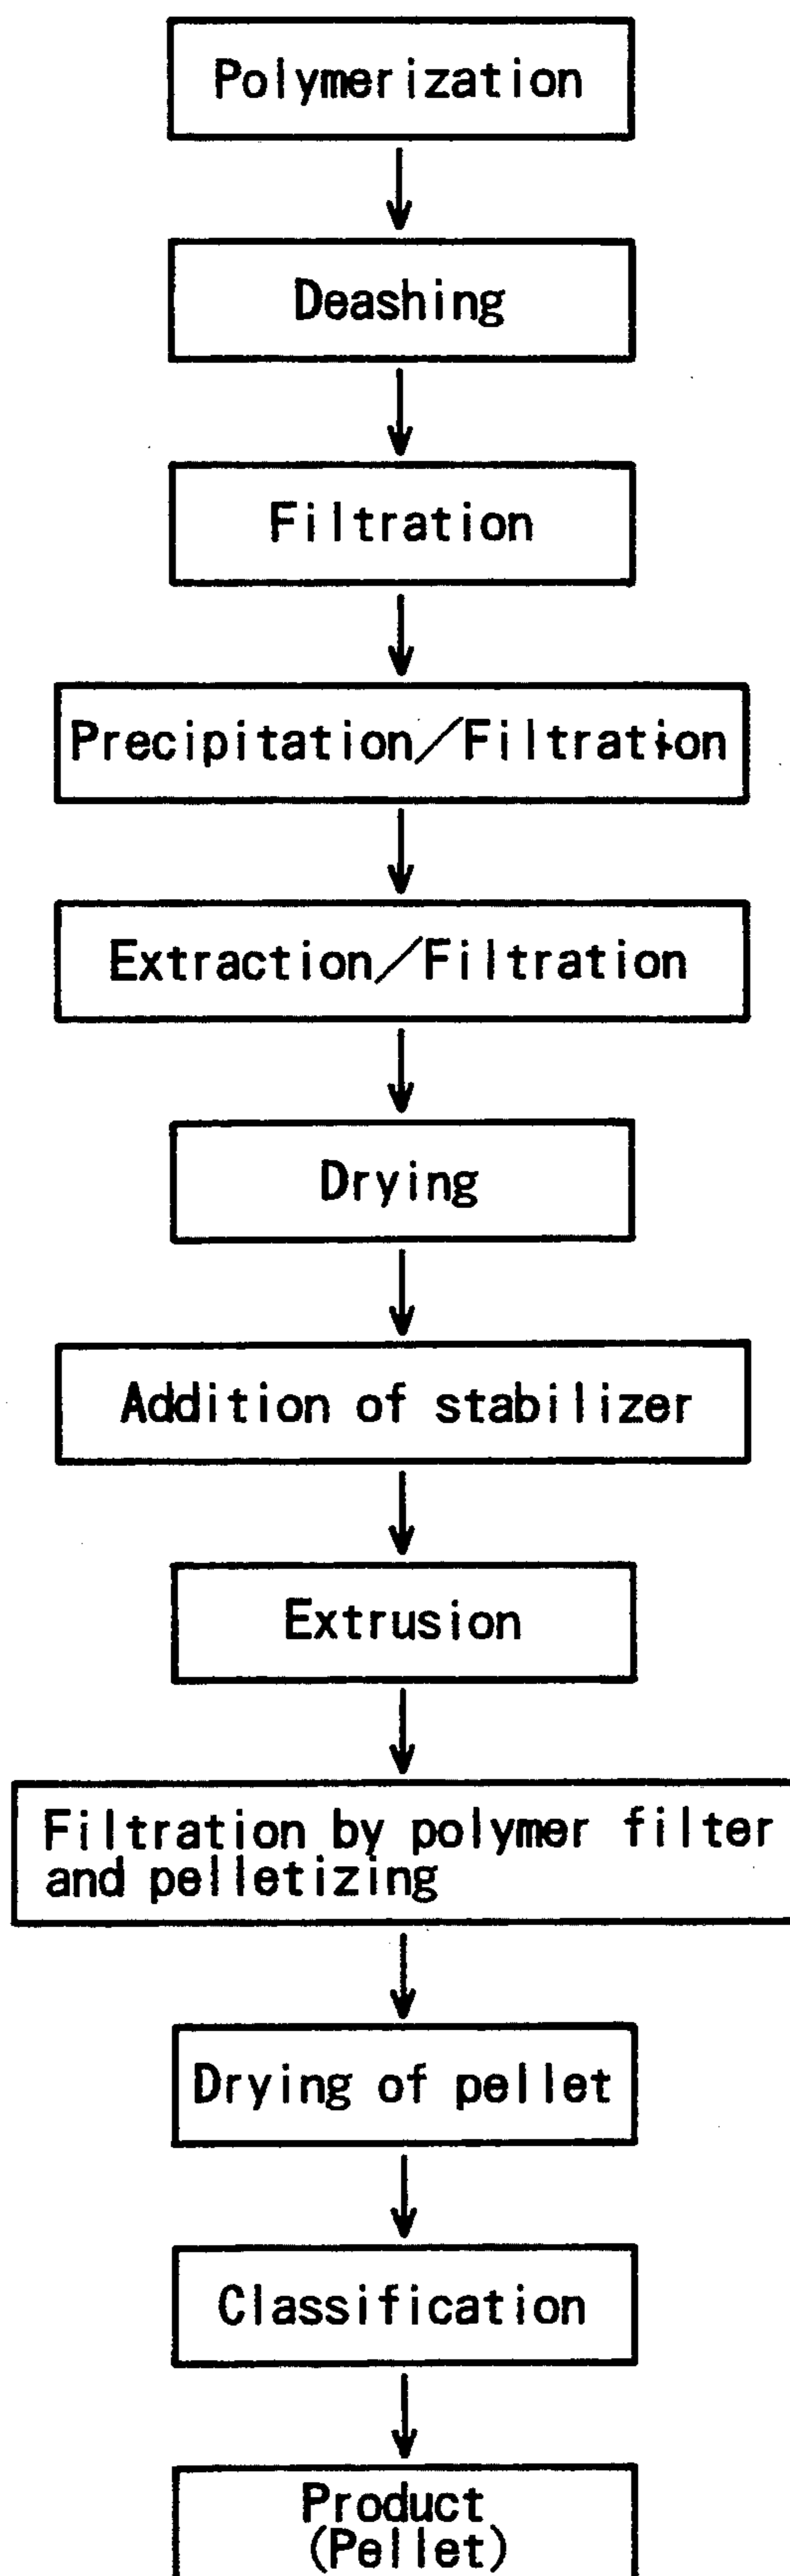 Polymerization
Deashing
Filtration
Precipitation/Filtration
Extraction/Filtration
Drying
Addition of stabilizer
Extrusion
Filtration by polymer filter
and pelletizing
Drying of pellet
Classification
Product
(Pellet)